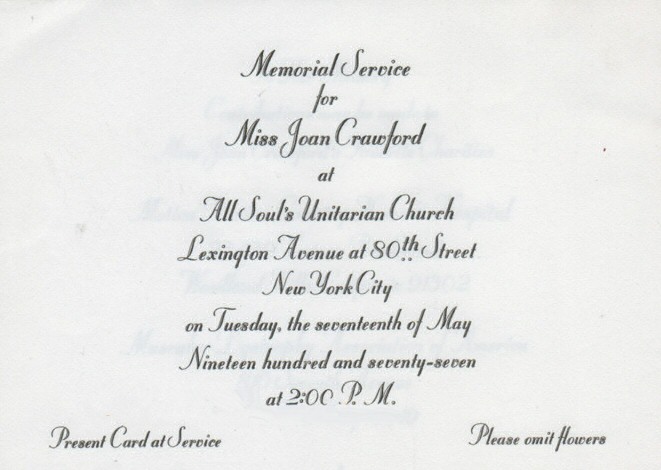 Memorial Service
for
Miss Joan Crawford
at
All Soul's Unitarian Church
Lexington Avenue at 80th Street
New York City
on Tuesday, the seventeenth of May
Nineteen hundred and seventy-seven
at 2:00 P. M.
Present Card at Service
Please omit flowers